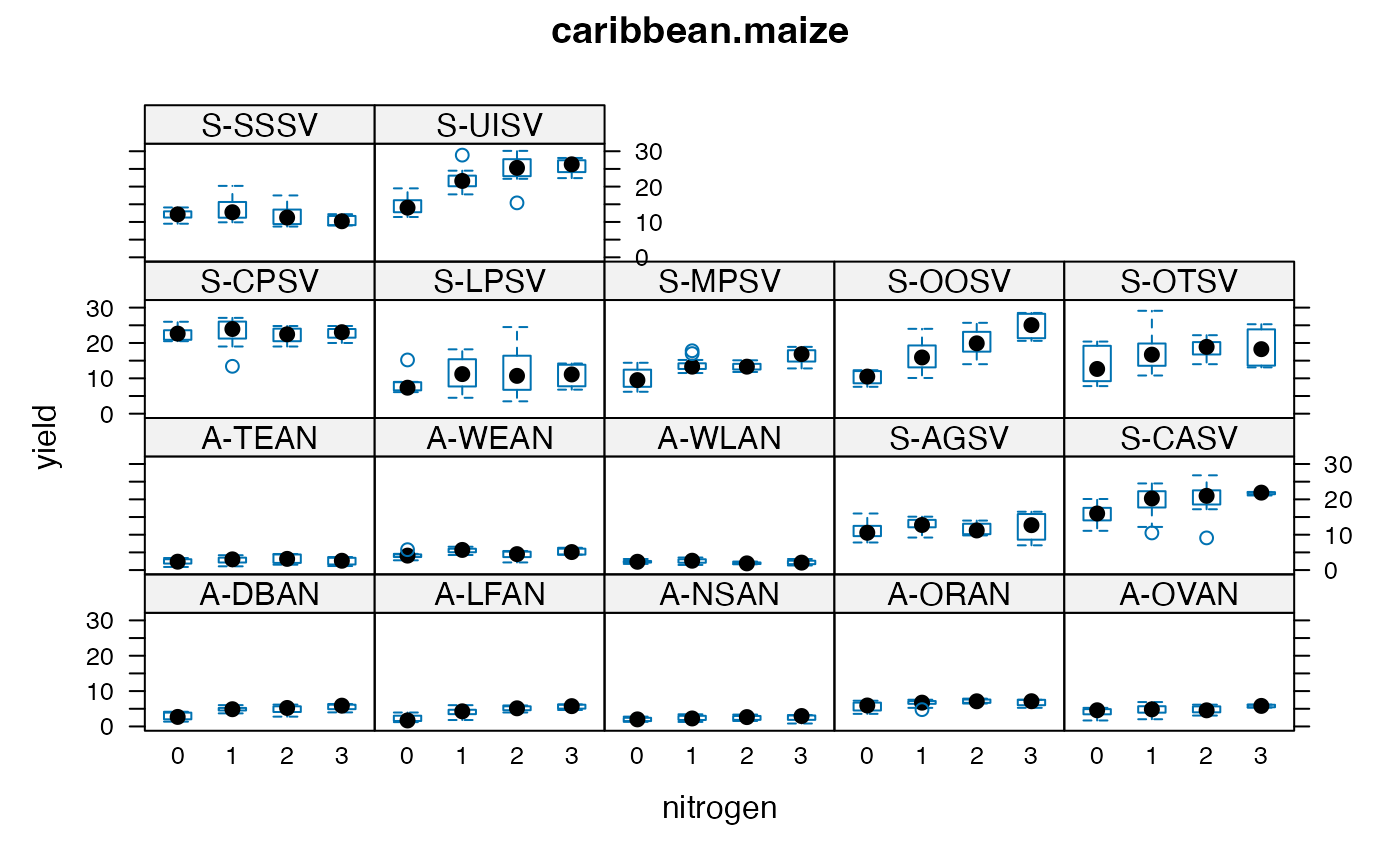 caribbean.maize
S-SSSV S-UISV
30
20
10
0
S-CPSV S-LPSV S-MPSV S-OOSV S-OTSV
30
20
10
0
A-TEAN A-WEAN A-WLAN S-AGSV S-CASV
30
20
10
0
A-DBAN A-LFAN A-NSAN A-ORAN A-OVAN
30
20
10
0
0 1 2 3 0 1 2 3 0 1 2 3 0 1 2 3 0 1 2 3
yield
nitrogen